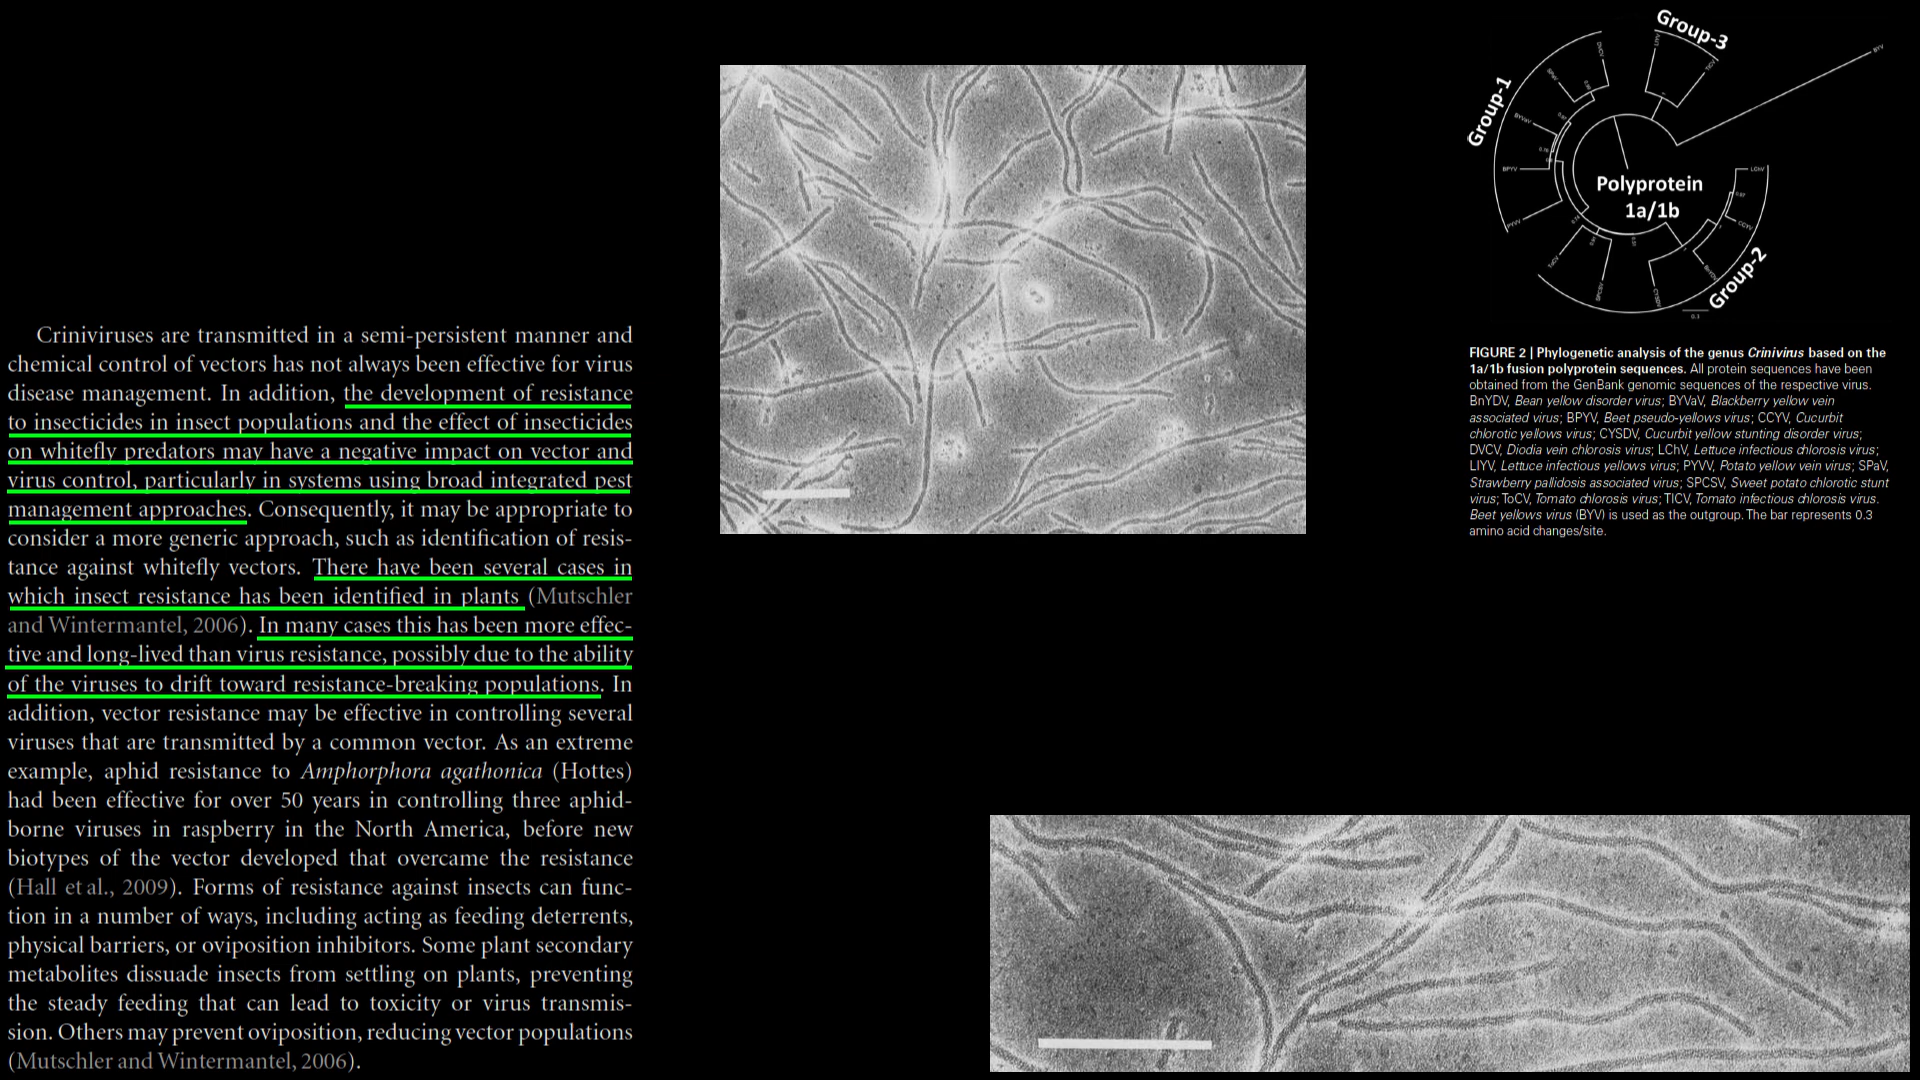 Criniviruses are transmitted in a semi-persistent manner and
chemical control of vectors has not always been effective for virus
disease management. In addition, the development of resistance
to insecticides in insect populations and the effect of insecticides
on whitefly predators may have a negative impact on vector and
virus control, particularly in systems using broad integrated pest
management approaches. Consequently, it may be appropriate to
consider a more generic approach, such as identification of resis-
tance against whitefly vectors. There have been several cases in
which insect resistance has been identified in plants (Mutschler
and Wintermantel, 2006). In many cases this has been more effec-
tive and long-lived than virus resistance, possibly due to the ability
of the viruses to drift toward resistance-breaking populations. In
addition, vector resistance may be effective in controlling several
viruses that are transmitted by a common vector. As an extreme
example, aphid resistance to Amphorphora agathonica (Hottes)
had been effective for over 50 years in controlling three aphid-
borne viruses in raspberry in the North America, before new
biotypes of the vector developed that overcame the resistance
(Hall et al., 2009). Forms of resistance against insects can func-
tion in a number of ways, including acting as feeding deterrents,
physical barriers, or oviposition inhibitors. Some plant secondary
metabolites dissuade insects from settling on plants, preventing
the steady feeding that can lead to toxicity or virus transmis-
sion. Others may prevent oviposition, reducing vector populations
(Mutschler and Wintermantel, 2006).
A
Group-3
Group-1
Group-2
Polyprotein
1a/1b
DVCV
SPaV
BYVaV
BPYV
PYVV
ToCV
SPCSV
CYSDV
BnYDV
CCYV
LChV
LIYV
TICV
BYV
0.3
FIGURE 2 | Phylogenetic analysis of the genus Crinivirus based on the
1a/1b fusion polyprotein sequences. All protein sequences have been
obtained from the GenBank genomic sequences of the respective virus.
BnYDV, Bean yellow disorder virus; BYVaV, Blackberry yellow vein
associated virus; BPYV, Beet pseudo-yellows virus; CCYV, Cucurbit
chlorotic yellows virus; CYSDV, Cucurbit yellow stunting disorder virus;
DVCV, Diodia vein chlorosis virus; LChV, Lettuce infectious chlorosis virus;
LIYV, Lettuce infectious yellows virus; PYVV, Potato yellow vein virus; SPaV,
Strawberry pallidosis associated virus; SPCSV, Sweet potato chlorotic stunt
virus; ToCV, Tomato chlorosis virus; TICV, Tomato infectious chlorosis virus.
Beet yellows virus (BYV) is used as the outgroup. The bar represents 0.3
amino acid changes/site.